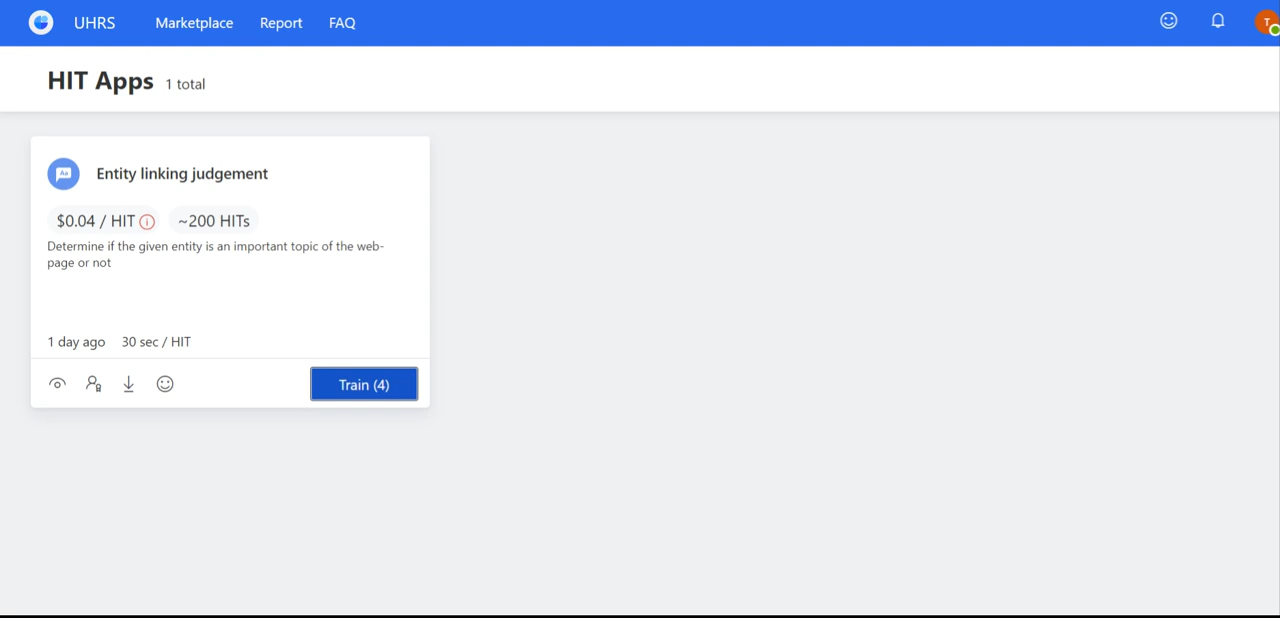 UHRS Marketplace Report FAQ
T
HIT Apps 1 total
Aa Entity linking judgement
$0.04 / HIT ~200 HITs
Determine if the given entity is an important topic of the web-
page or not
1 day ago 30 sec / HIT
Train (4)